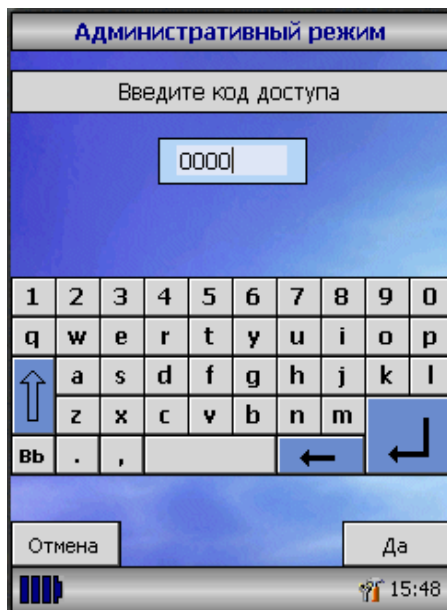 Административный режим
Введите код доступа
0000
1 2 3 4 5 6 7 8 9 0
q w e r t y u i o p
a s d f g h j k l
z x c v b n m
Bb . ,
Отмена Да
15:48